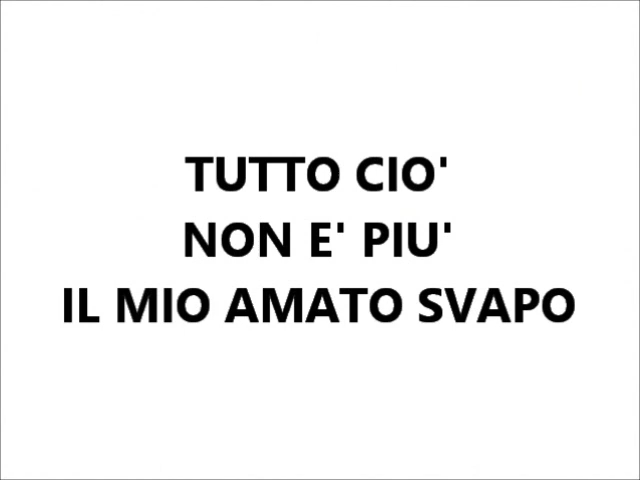 TUTTO CIO'
NON E' PIU'
IL MIO AMATO SVAPO